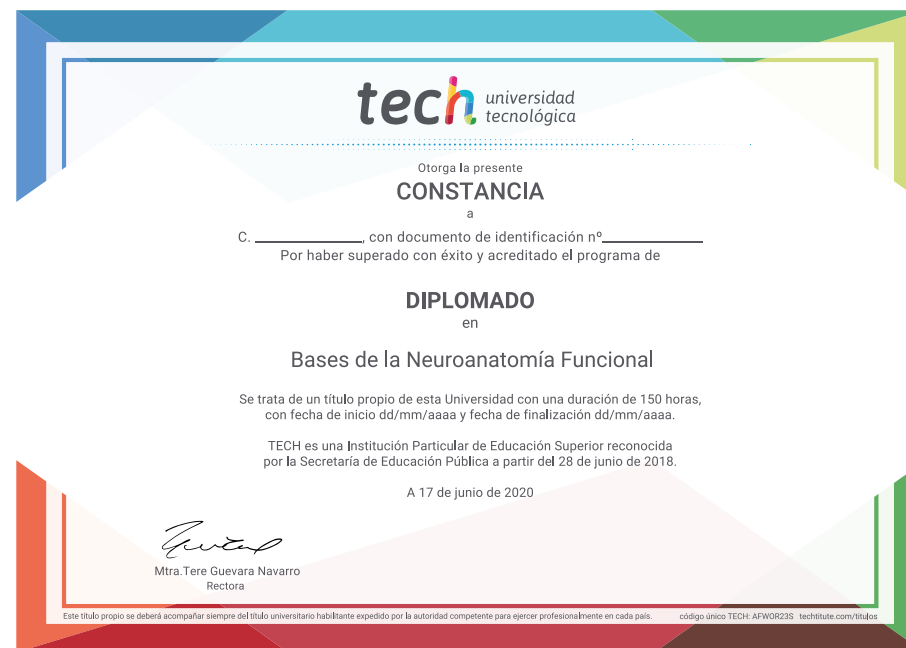 tech universidad
tecnológica
Otorga la presente
CONSTANCIA
a
C. ____________, con documento de identificación nº____________
Por haber superado con éxito y acreditado el programa de
DIPLOMADO
en
Bases de la Neuroanatomía Funcional
Se trata de un título propio de esta Universidad con una duración de 150 horas,
con fecha de inicio dd/mm/aaaa y fecha de finalización dd/mm/aaaa.
TECH es una Institución Particular de Educación Superior reconocida
por la Secretaría de Educación Pública a partir del 28 de junio de 2018.
A 17 de junio de 2020
Mtra.Tere Guevara Navarro
Rectora
Este título propio se deberá acompañar siempre del título universitario habilitante expedido por la autoridad competente para ejercer profesionalmente en cada país. código único TECH: AFWOR23S techtitute.com/titulos